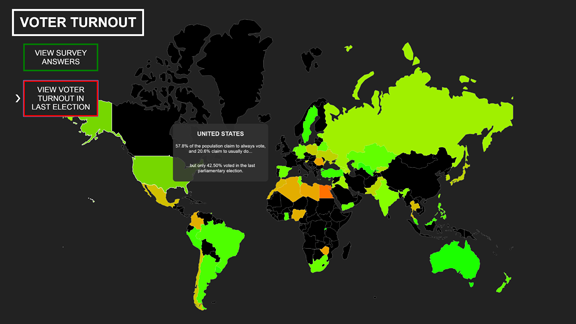 VOTER TURNOUT
VIEW SURVEY
ANSWERS
VIEW VOTER
TURNOUT IN
LAST ELECTION
UNITED STATES
57.8% of the population claim to always vote,
and 20.6% claim to usually do...
...but only 42.50% voted in the last
parliamentary election.